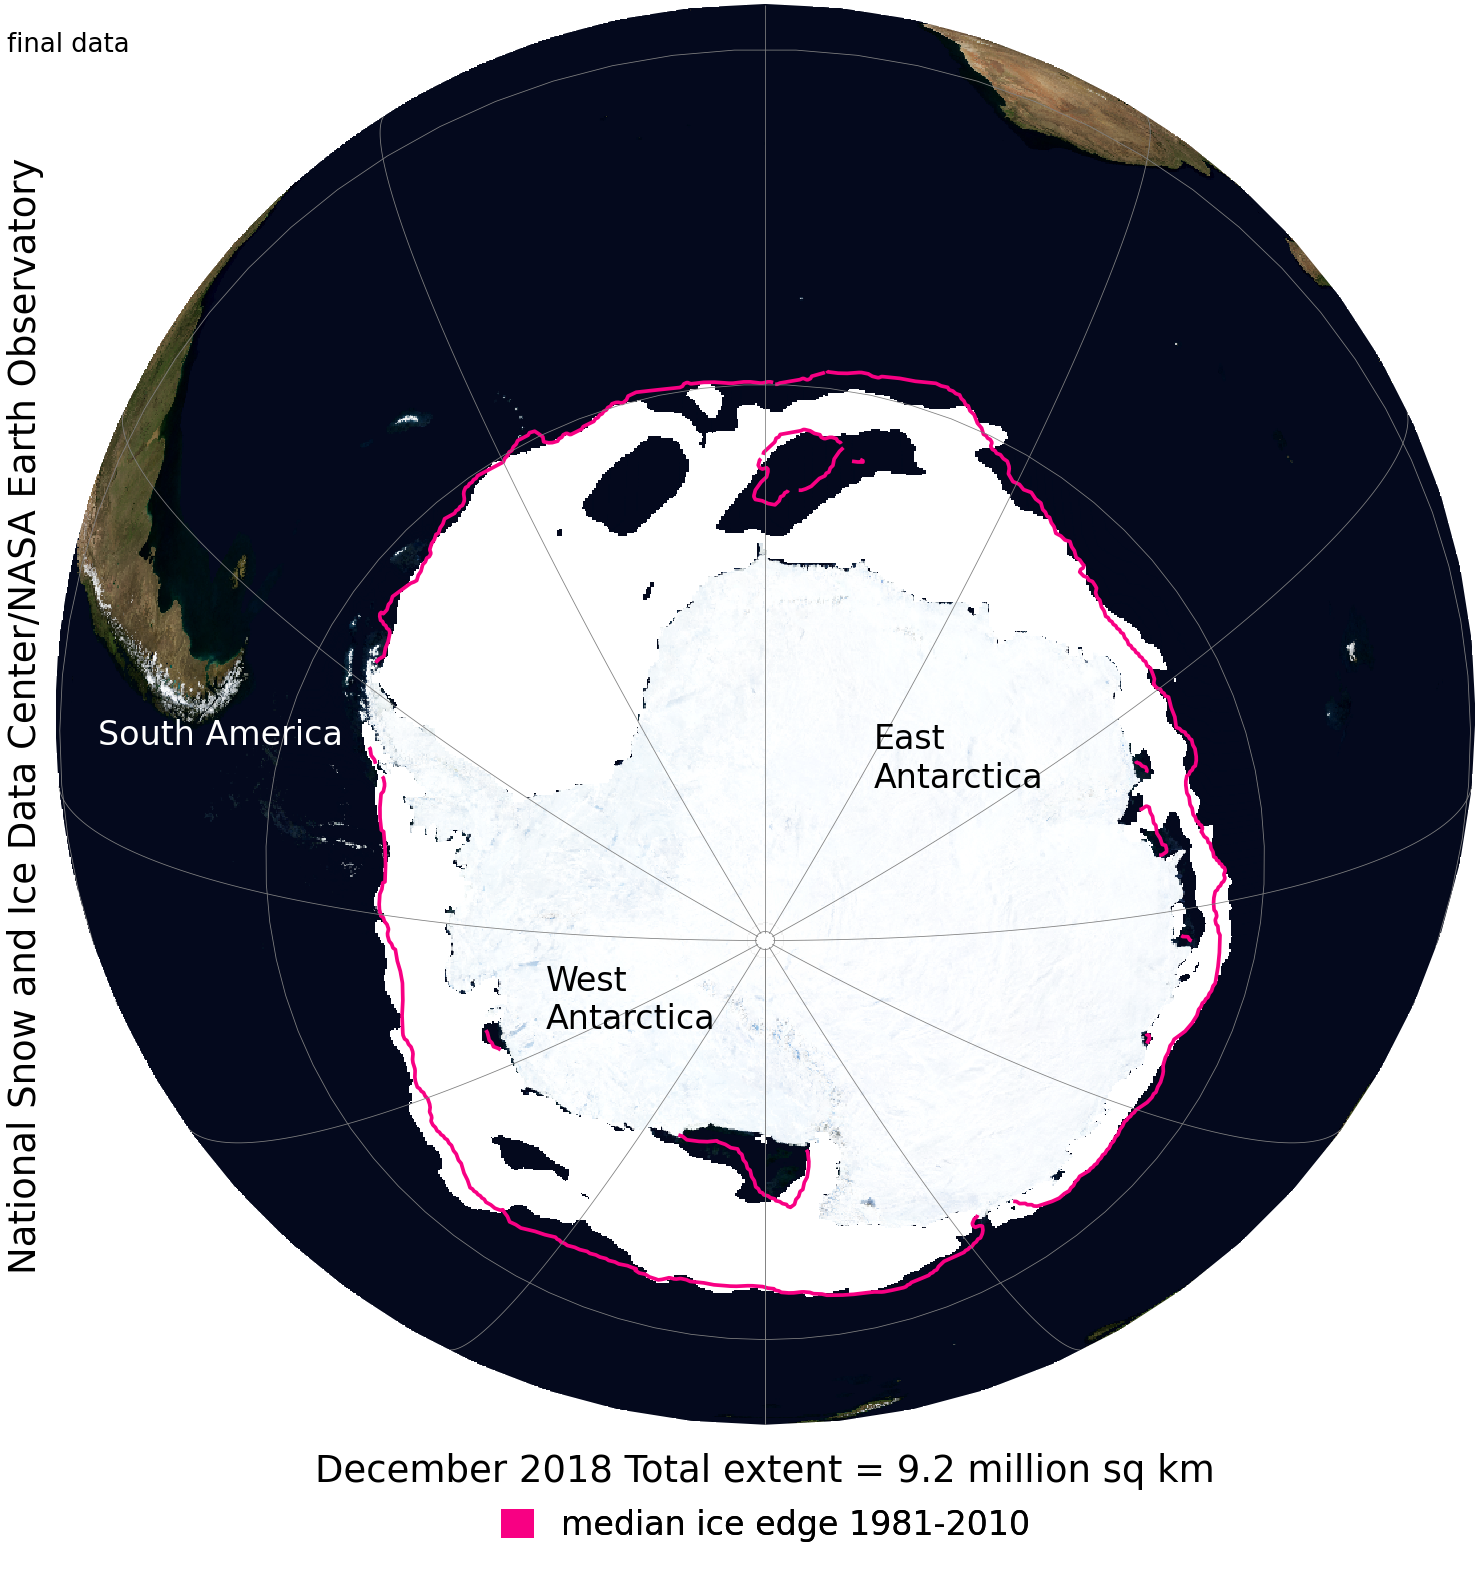 final data
National Snow and Ice Data Center/NASA Earth Observatory
South America
East
Antarctica
West
Antarctica
December 2018 Total extent = 9.2 million sq km
median ice edge 1981-2010